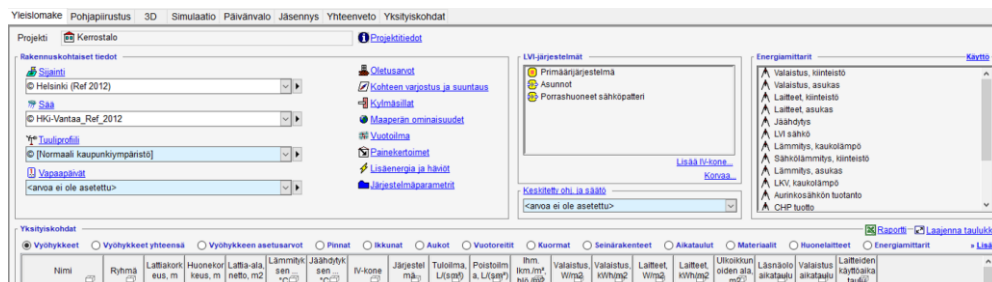 Yleislomake Pohjapiirustus 3D Simulaatio Päivänvalo Jäsennys Yhteenveto Yksityiskohdat
Projekti Kerrostalo Projektitiedot
Rakennuskohtaiset tiedot
Sijainti
© Helsinki (Ref 2012)
Sää
© HKi-Vantaa_Ref_2012
Tuuliprofiili
© [Normaali kaupunkiympäristö]
Vapaapäivät
<arvoa ei ole asetettu>
Oletusarvot
Kohteen varjostus ja suuntaus
Kylmäsillat
Maaperän ominaisuudet
Vuotoilma
Painekertoimet
Lisäenergia ja häviöt
Järjestelmäparametrit
LVI-järjestelmät
Primäärijärjestelmä
Asunnot
Porrashuoneet sähköpatteri
Lisää IV-kone...
Korvaa...
Keskitetty ohj. ja säätö
<arvoa ei ole asetettu>
Energiamittarit Käyttö
Valaistus, kiinteistö
Valaistus, asukas
Laitteet, kiinteistö
Laitteet, asukas
Jäähdytys
LVI sähkö
Lämmitys, kaukolämpö
Sähkölämmitys, kiinteistö
Lämmitys, asukas
LKV, kaukolämpö
Aurinkosähkön tuotanto
CHP tuotto
Yksityiskohdat Raportti Laajenna taulukk
Vyöhykkeet Vyöhykkeet yhteensä Vyöhykkeen asetusarvot Pinnat Ikkunat Aukot Vuotoreitit Kuormat Seinärakenteet Aikataulut Materiaalit Huonelaitteet Energiamittarit » Lisä
Lämmityk Jäähdytyk Ihm. Ulkoikkun Laitteiden
Lattiakork Huonekor Lattia-ala, sen ... sen ... Järjestel Tuloilma, Poistoilm lkm./m², Valaistus, Valaistus, Laitteet, Laitteet, oiden ala, Läsnäolo Valaistus käyttöaika
Nimi Ryhmä eus, m keus, m netto, m2 °C IV-kone mä L/(sm²) a, L/(sm²) W/m2 kWh/m2 W/m2 kWh/m2 m2 aikataulu aikataulu